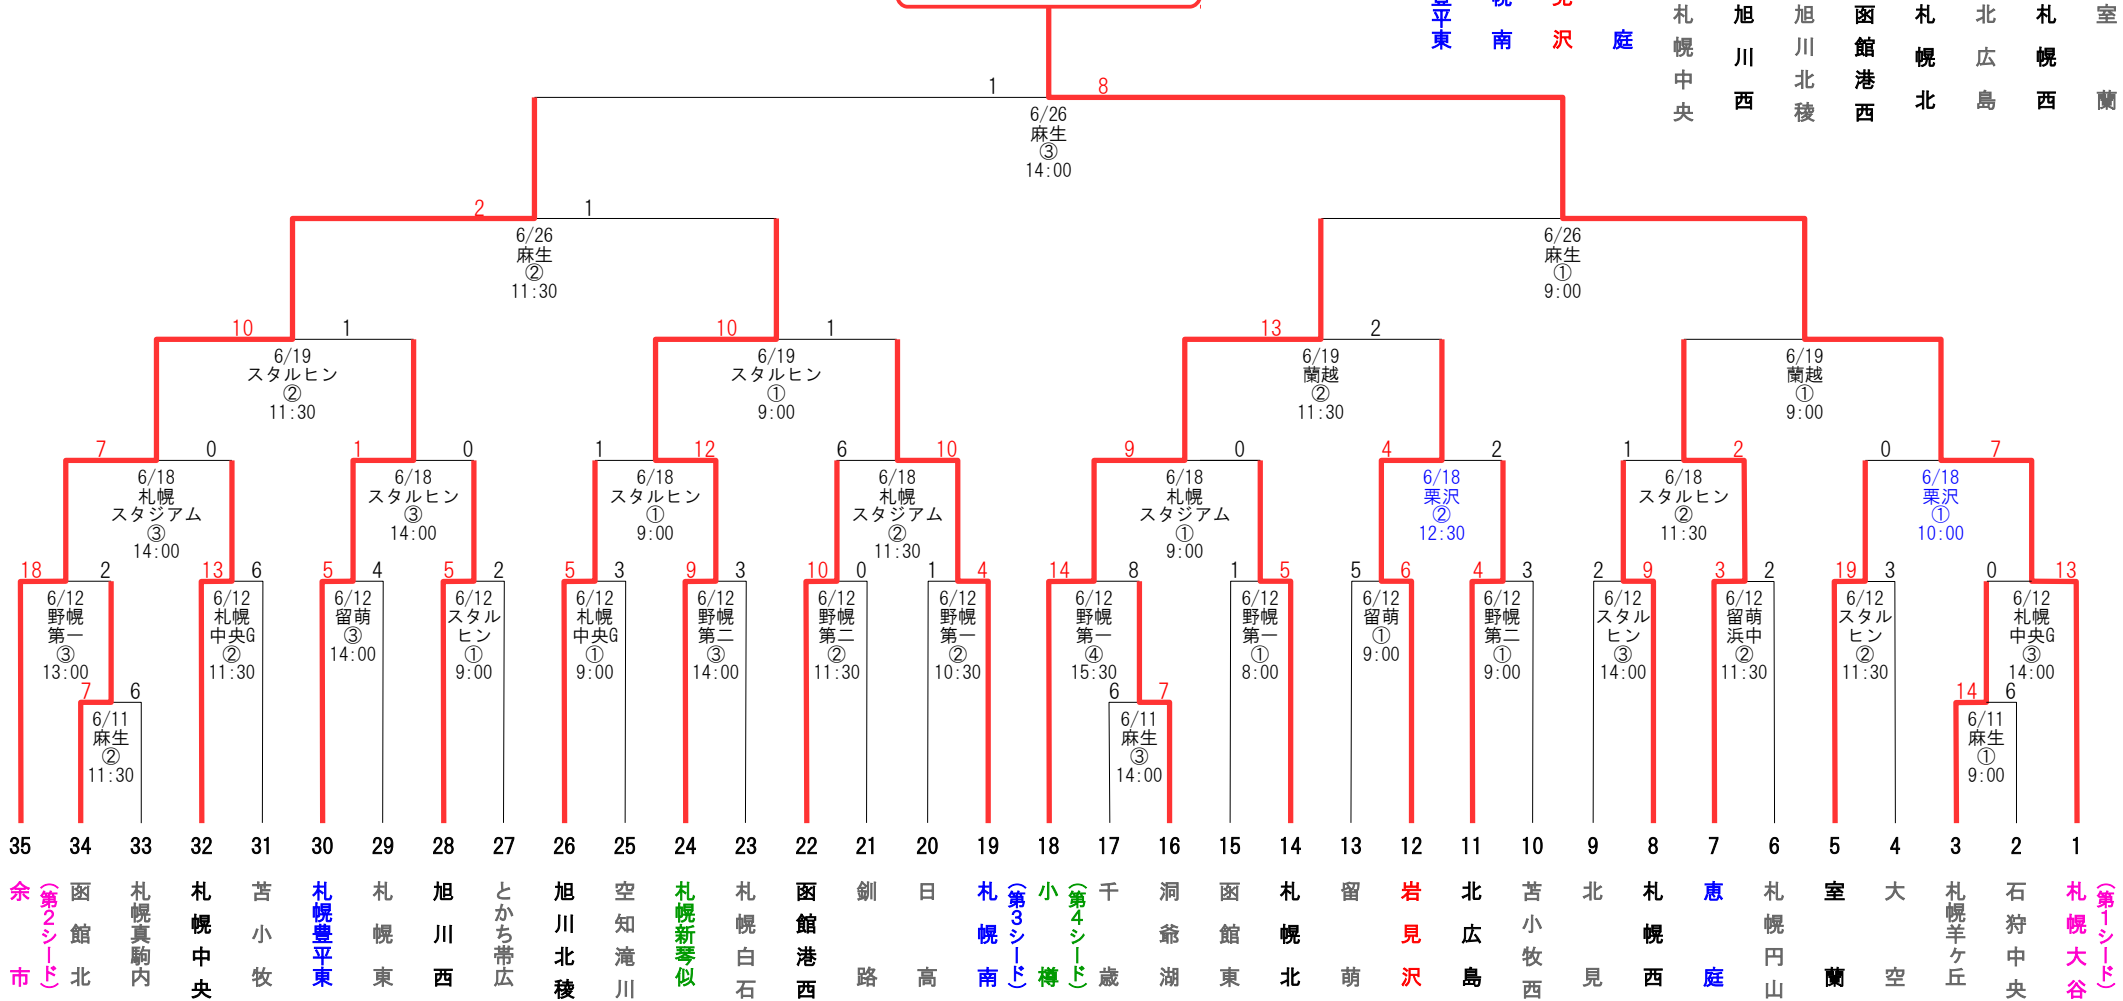 豊平東
幌南
見沢
庭
札幌中央
旭川西
旭川北稜
函館港西
札幌北
北広島
札幌西
室蘭
1 8
6/26
麻生
③
14:00
2 1
6/26
麻生
②
11:30
6/26
麻生
①
9:00
10 1
6/19
スタルヒン
②
11:30
10 1
6/19
スタルヒン
①
9:00
13 2
6/19
蘭越
②
11:30
6/19
蘭越
①
9:00
7 0
6/18
札幌
スタジアム
③
14:00
1 0
6/18
スタルヒン
③
14:00
1 12
6/18
スタルヒン
①
9:00
6 10
6/18
札幌
スタジアム
②
11:30
9 0
6/18
札幌
スタジアム
①
9:00
4 2
6/18
栗沢
②
12:30
1 2
6/18
スタルヒン
②
11:30
0 7
6/18
栗沢
①
10:00
18 2
6/12
野幌
第一
③
13:00
13 6
6/12
札幌
中央G
②
11:30
5 4
6/12
留萌
③
14:00
5 2
6/12
スタル
ヒン
①
9:00
5 3
6/12
札幌
中央G
①
9:00
9 3
6/12
野幌
第二
③
14:00
10 0
6/12
野幌
第二
②
11:30
1 4
6/12
野幌
第一
②
10:30
14 8
6/12
野幌
第一
④
15:30
1 5
6/12
野幌
第一
①
8:00
5 6
6/12
留萌
①
9:00
4 3
6/12
野幌
第二
①
9:00
2 9
6/12
スタル
ヒン
③
14:00
3 2
6/12
留萌
浜中
②
11:30
19 3
6/12
スタル
ヒン
②
11:30
0 13
6/12
札幌
中央G
③
14:00
7 6
6/11
麻生
②
11:30
6 7
6/11
麻生
③
14:00
14 6
6/11
麻生
①
9:00
35 34 33 32 31 30 29 28 27 26 25 24 23 22 21 20 19 18 17 16 15 14 13 12 11 10 9 8 7 6 5 4 3 2 1
余市
(第2シード)
函館北
札幌真駒内
札幌中央
苫小牧
札幌豊平東
札幌東
旭川西
とかち帯広
旭川北稜
空知滝川
札幌新琴似
札幌白石
函館港西
釧路
日高
札幌南
(第3シード)
小樽
(第4シード)
千歳
洞爺湖
函館東
札幌北
留萌
岩見沢
北広島
苫小牧西
北見
札幌西
恵庭
札幌円山
室蘭
大空
札幌羊ヶ丘
石狩中央
札幌大谷
(第1シード)